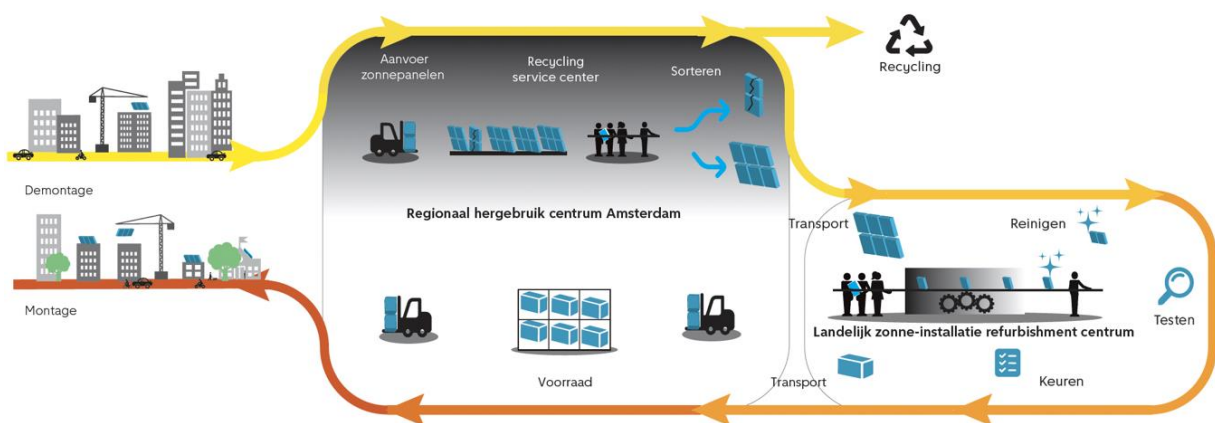 Aanvoer
zonnepanelen
Recycling
service center
Sorteren
Recycling
Demontage
Regionaal hergebruik centrum Amsterdam
Transport
Reinigen
Montage
Testen
Landelijk zonne-installatie refurbishment centrum
Voorraad
Transport
Keuren